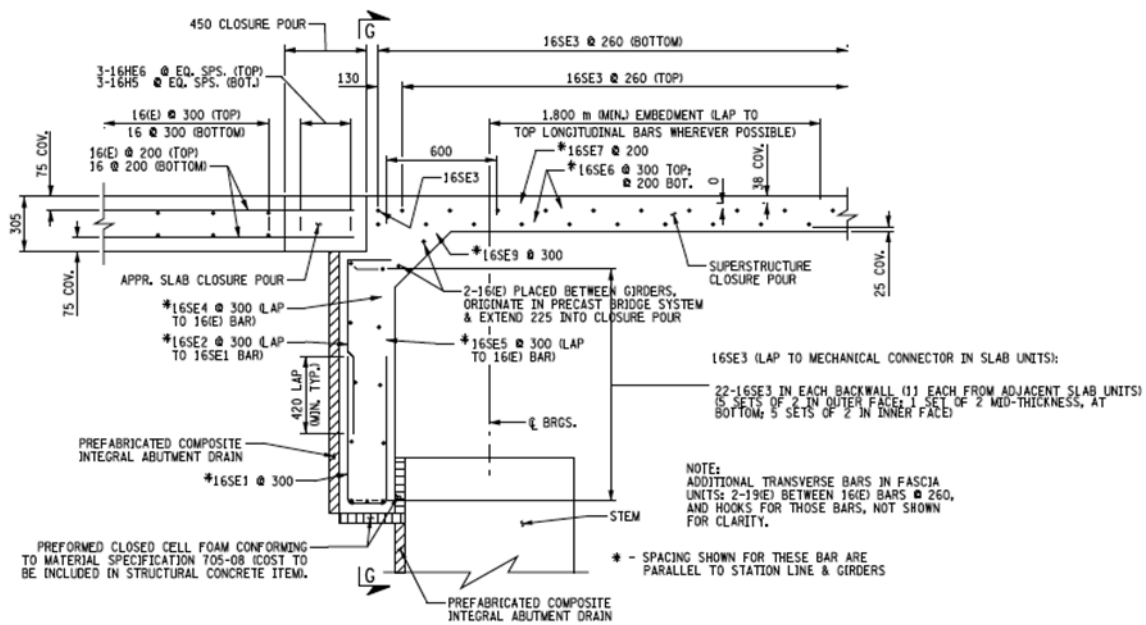 450 CLOSURE POUR
G
16SE3 @ 260 (BOTTOM)
3-16HE6 @ EQ. SPS. (TOP)
3-16H5 @ EQ. SPS. (BOT.)
130
16SE3 @ 260 (TOP)
16(E) @ 300 (TOP)
16 @ 300 (BOTTOM)
1.800 m (MIN.) EMBEDMENT (LAP TO
TOP LONGITUDINAL BARS WHEREVER POSSIBLE)
75 COV.
16(E) @ 200 (TOP)
16 @ 200 (BOTTOM)
600
*16SE7 @ 200
*16SE6 @ 300 TOP;
@ 200 BOT.
16SE3
0
38 COV.
305
*16SE9 @ 300
75 COV.
APPR. SLAB CLOSURE POUR
SUPERSTRUCTURE
CLOSURE POUR
25 COV.
2-16(E) PLACED BETWEEN GIRDERS,
ORIGINATE IN PRECAST BRIDGE SYSTEM
& EXTEND 225 INTO CLOSURE POUR
*16SE4 @ 300 (LAP
TO 16(E) BAR)
*16SE2 @ 300 (LAP
TO 16SE1 BAR)
*16SE5 @ 300 (LAP
TO 16(E) BAR)
16SE3 (LAP TO MECHANICAL CONNECTOR IN SLAB UNITS):
22-16SE3 IN EACH BACKWALL (11 EACH FROM ADJACENT SLAB UNITS)
(5 SETS OF 2 IN OUTER FACE; 1 SET OF 2 MID-THICKNESS, AT
BOTTOM; 5 SETS OF 2 IN INNER FACE)
420 LAP
(MIN. TYP.)
℄ BRGS.
PREFABRICATED COMPOSITE
INTEGRAL ABUTMENT DRAIN
*16SE1 @ 300
NOTE:
ADDITIONAL TRANSVERSE BARS IN FASCIA
UNITS: 2-19(E) BETWEEN 16(E) BARS @ 260,
AND HOOKS FOR THOSE BARS, NOT SHOWN
FOR CLARITY.
STEM
PREFORMED CLOSED CELL FOAM CONFORMING
TO MATERIAL SPECIFICATION 705-08 (COST TO
BE INCLUDED IN STRUCTURAL CONCRETE ITEM).
* - SPACING SHOWN FOR THESE BAR ARE
PARALLEL TO STATION LINE & GIRDERS
G
PREFABRICATED COMPOSITE
INTEGRAL ABUTMENT DRAIN